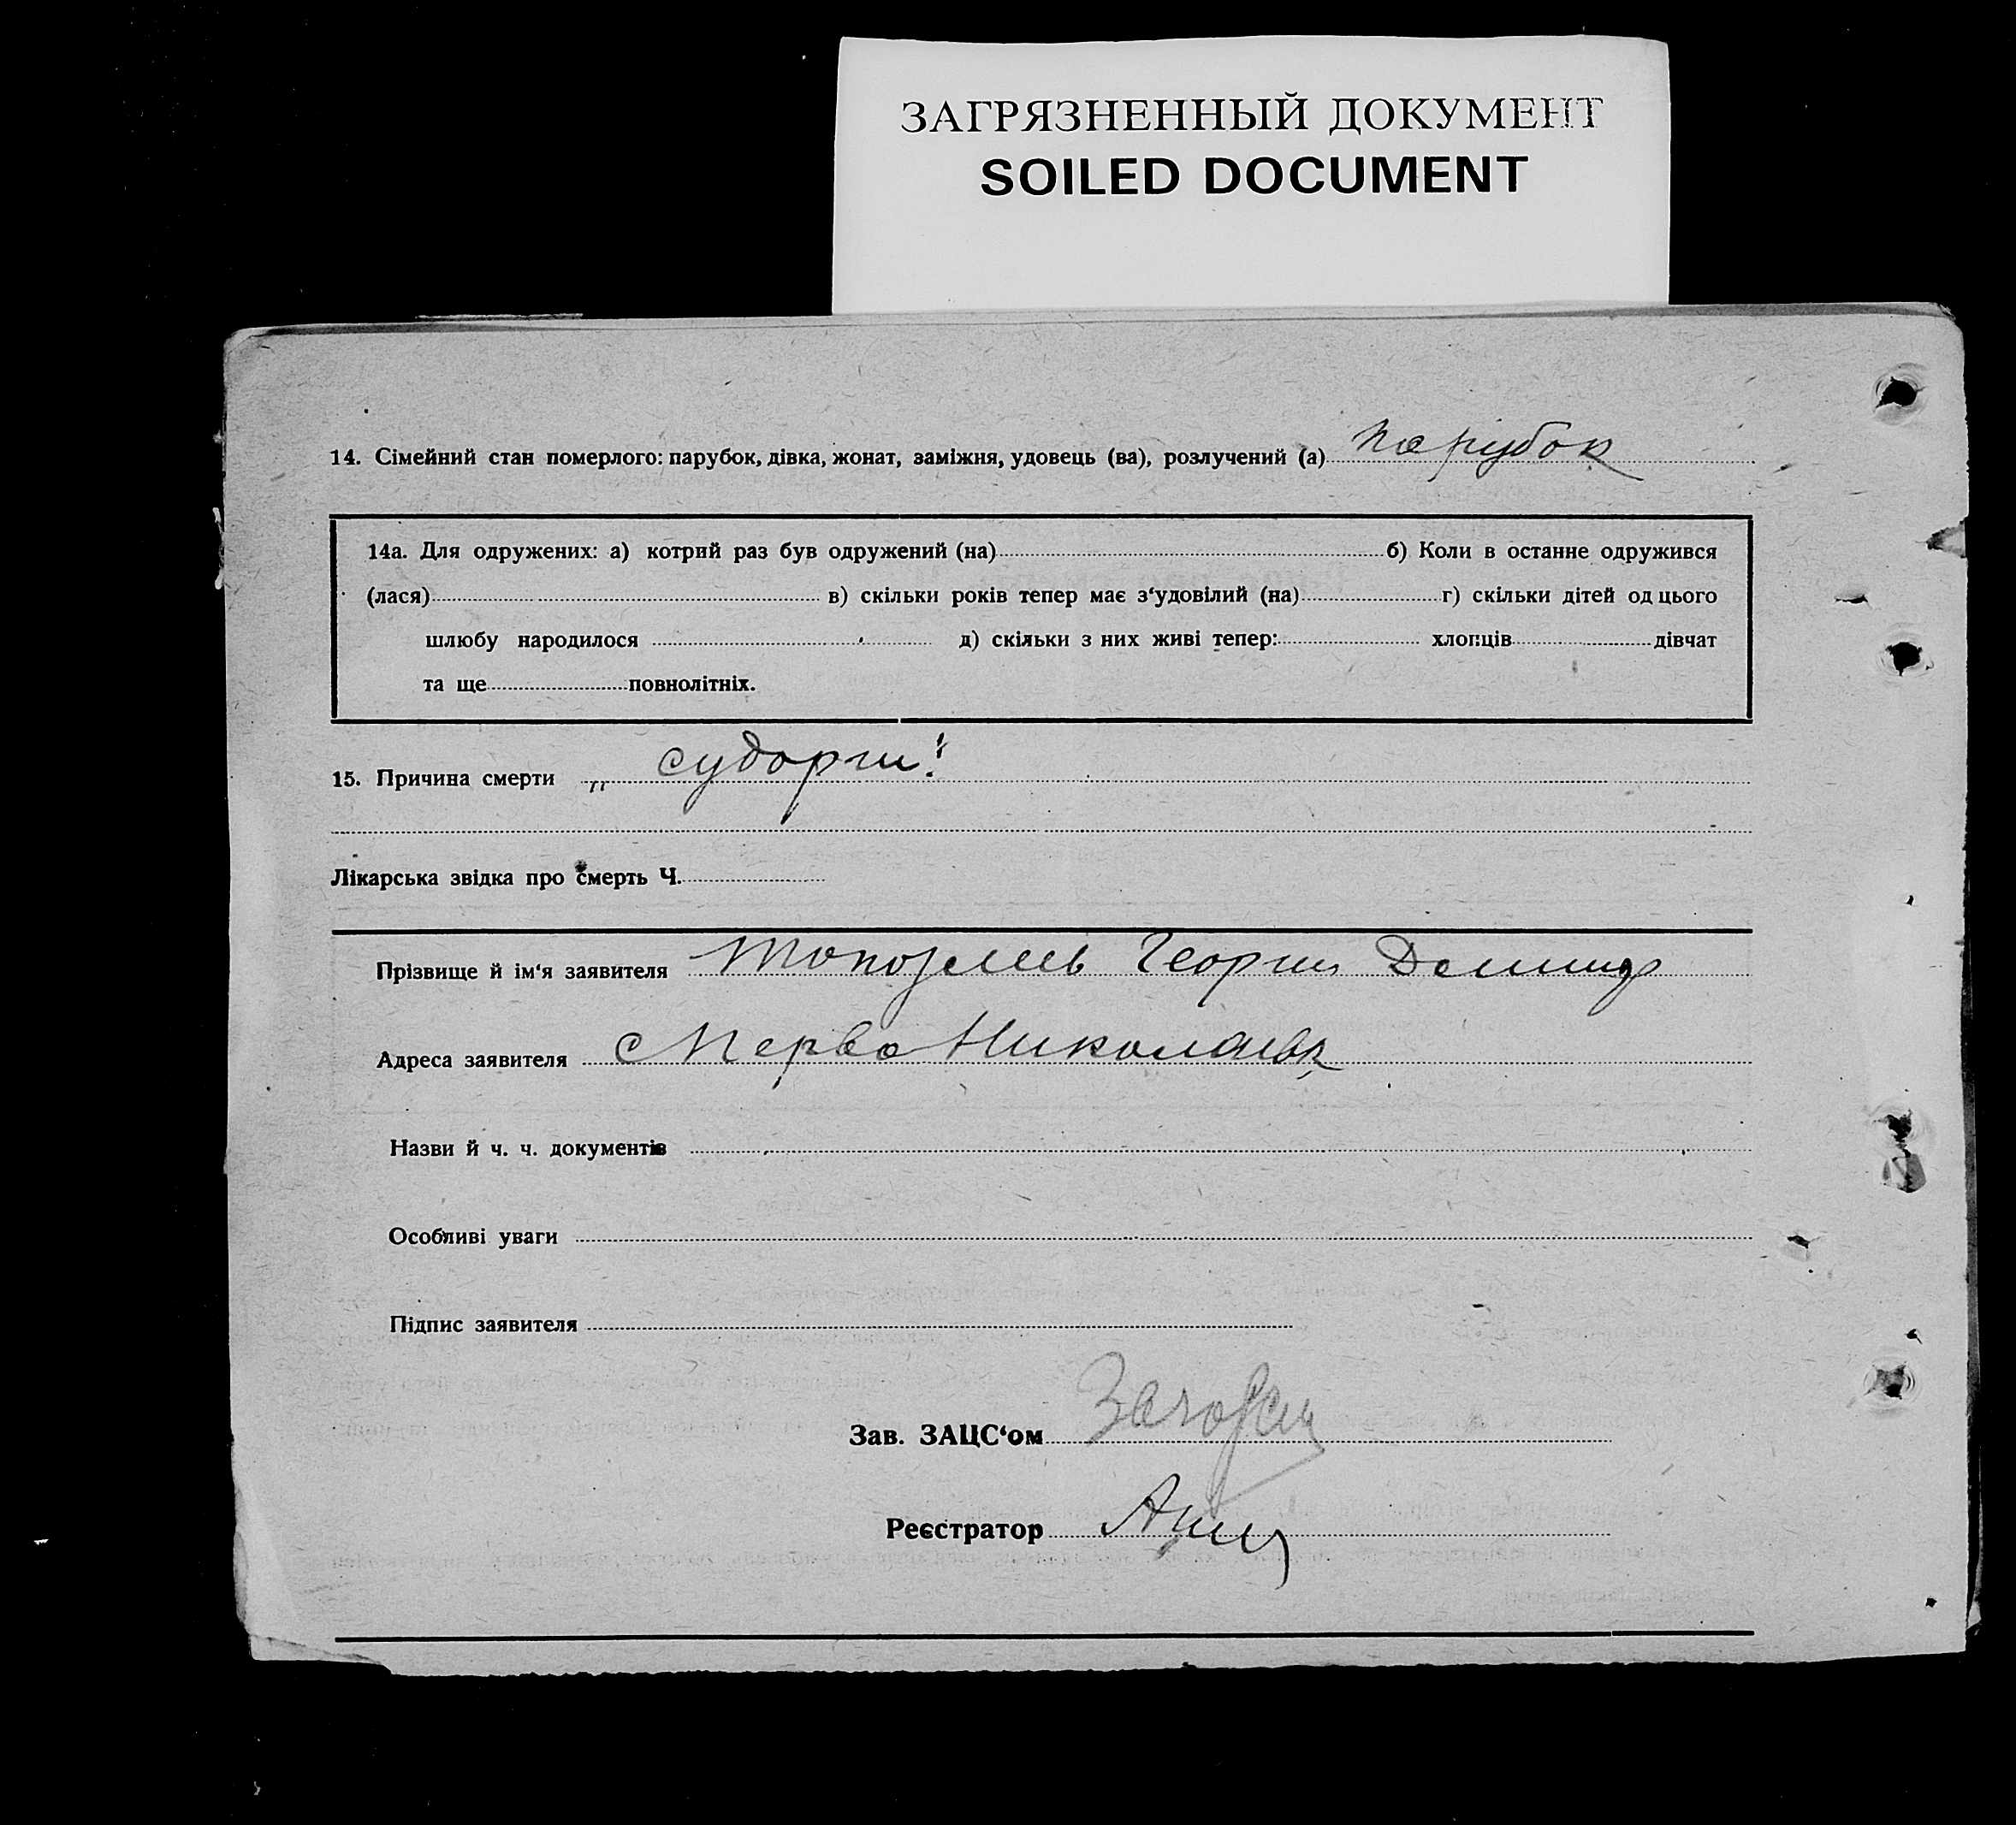 ЗАГРЯЗНЕННЫЙ ДОКУМЕНТ
SOILED DOCUMENT
14. Сімейний стан померлого: парубок, дівка, жонат, заміжня, удовець (ва), розлучений (а) парубок
14а. Для одружених: а) котрий раз був одружений (на) б) Коли в останнє одружився
(лася) в) скільки років тепер має з‘удовілий (на) г) скільки дітей од цього
шлюбу народилося д) скільки з них живі тепер: хлопців дівчат
та ще повнолітніх.
15. Причина смерти „ судорги!
Лікарська звідка про смерть Ч.
Прізвище й ім‘я заявителя Георги
Адреса заявителя с Перво Николаевк
Назви й ч. ч. документів
Особливі уваги
Підпис заявителя
Зав. ЗАЦС‘ом
Реєстратор